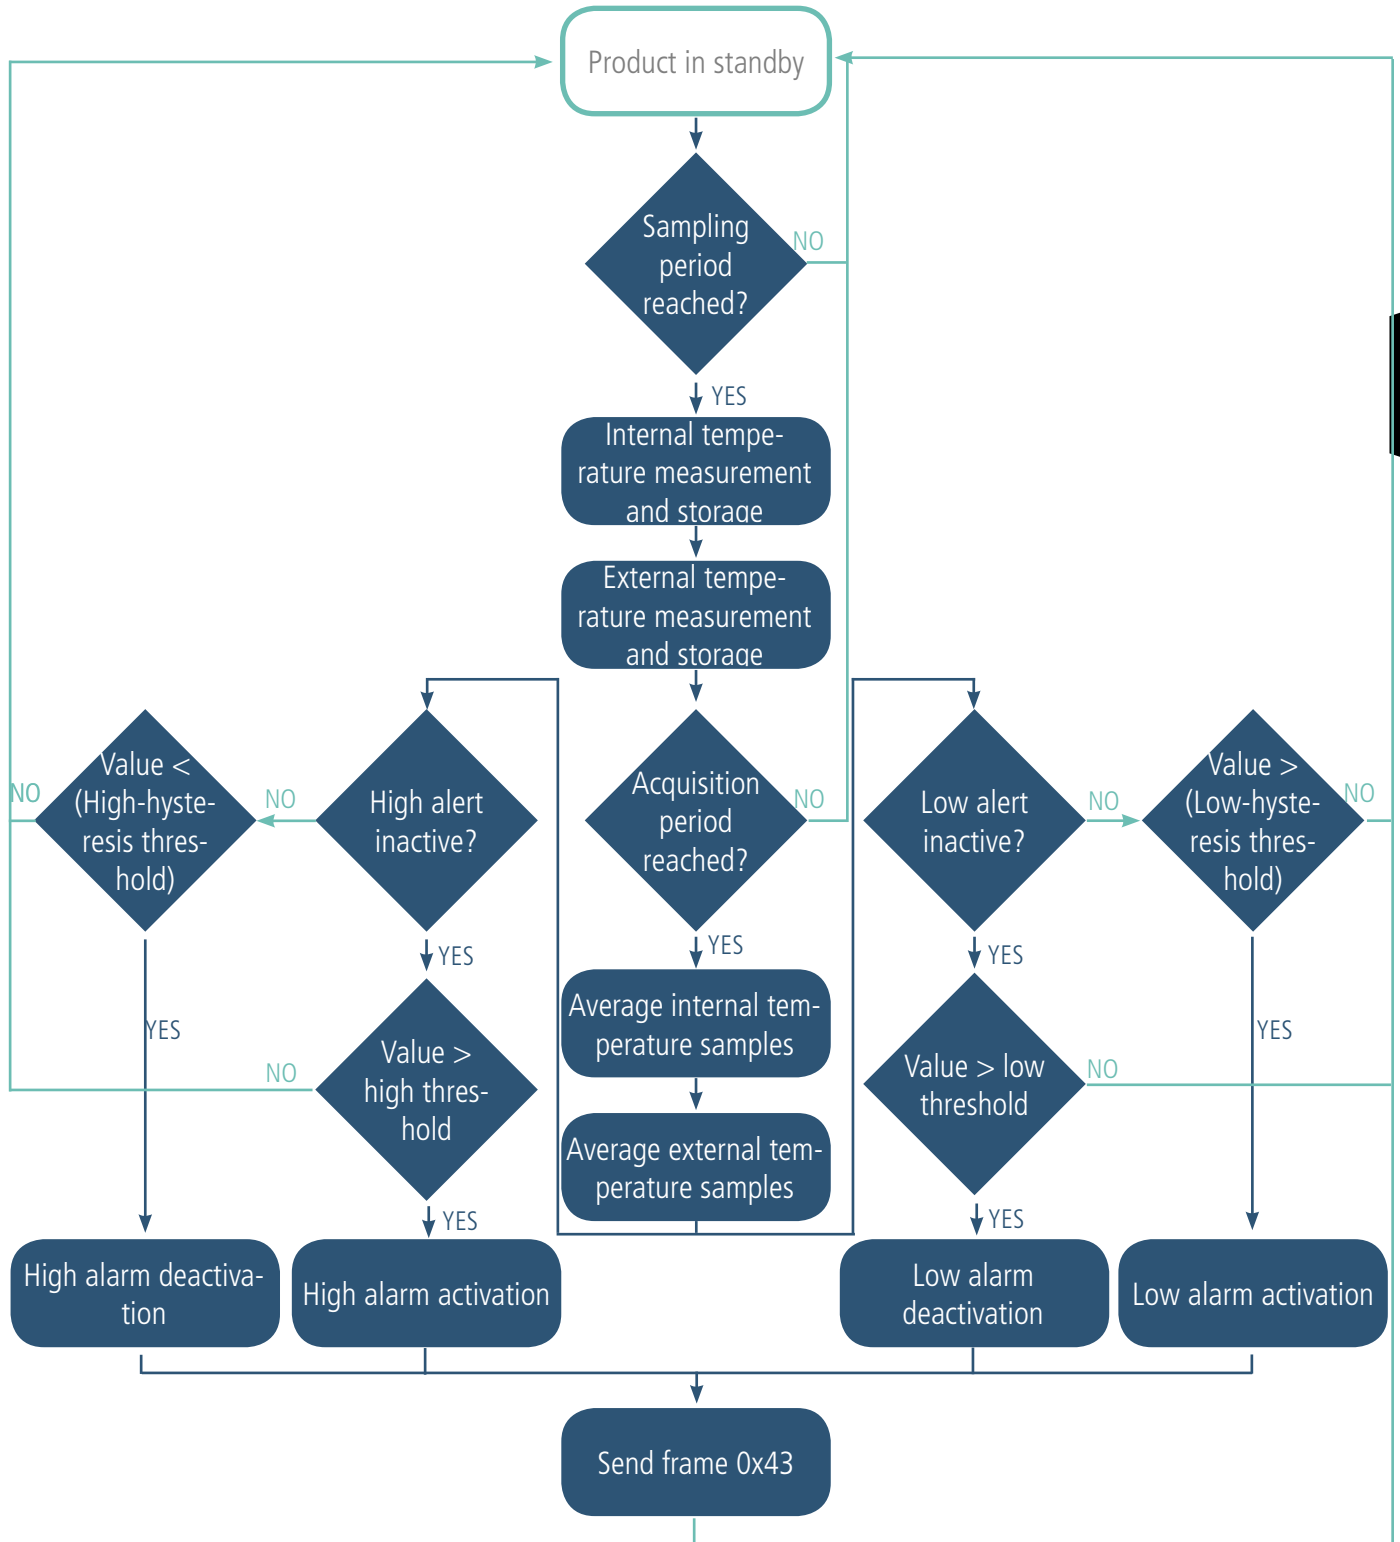 Product in standby
Sampling
period
reached?
NO
YES
Internal tempe-
rature measurement
and storage
External tempe-
rature measurement
and storage
Value <
(High-hyste-
resis thres-
hold)
NO
YES
NO
High alert
inactive?
YES
Acquisition
period
reached?
NO
YES
Low alert
inactive?
NO
YES
Value >
(Low-hyste-
resis thres-
hold)
NO
YES
Average internal tem-
perature samples
Average external tem-
perature samples
NO
Value >
high thres-
hold
YES
Value > low
threshold
NO
YES
High alarm deactiva-
tion
High alarm activation
Low alarm
deactivation
Low alarm activation
Send frame 0x43